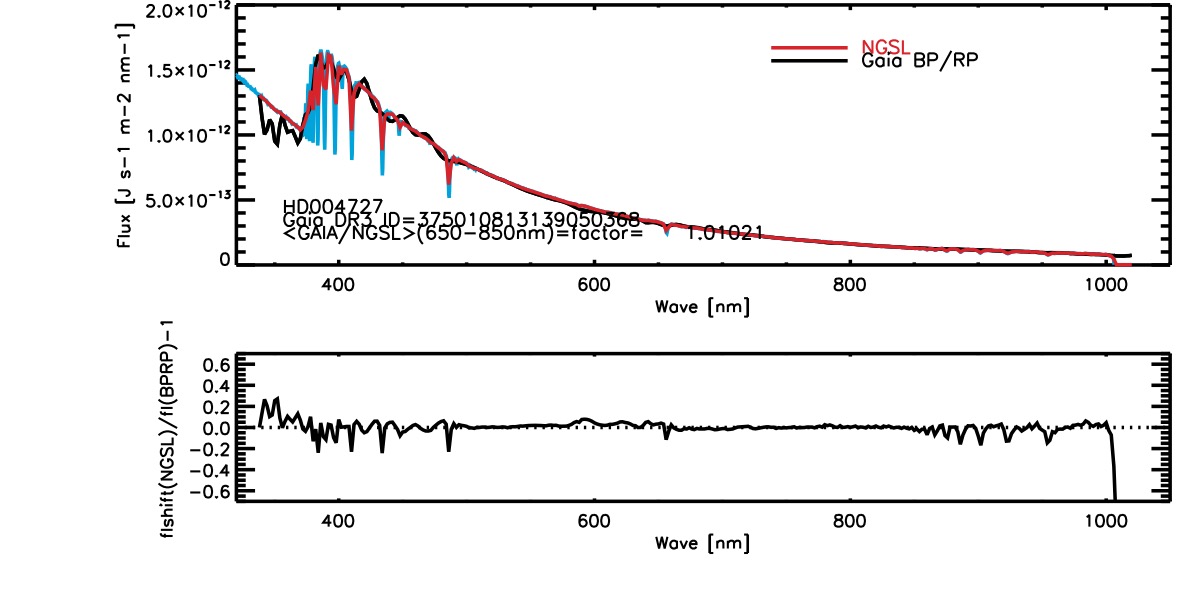 2.0×10−12
1.5×10−12
1.0×10−12
5.0×10−13
0
Flux [J s−1 m−2 nm−1]
NGSL
Gaia BP/RP
HD004727
Gaia DR3 ID=375010813139050368
<GAIA/NGSL>(650−850nm)=factor= 1.01021
400 600 800 1000
Wave [nm]
flshift(NGSL)/fl(BPRP)−1
0.6
0.4
0.2
0.0
−0.2
−0.4
−0.6
400 600 800 1000
Wave [nm]